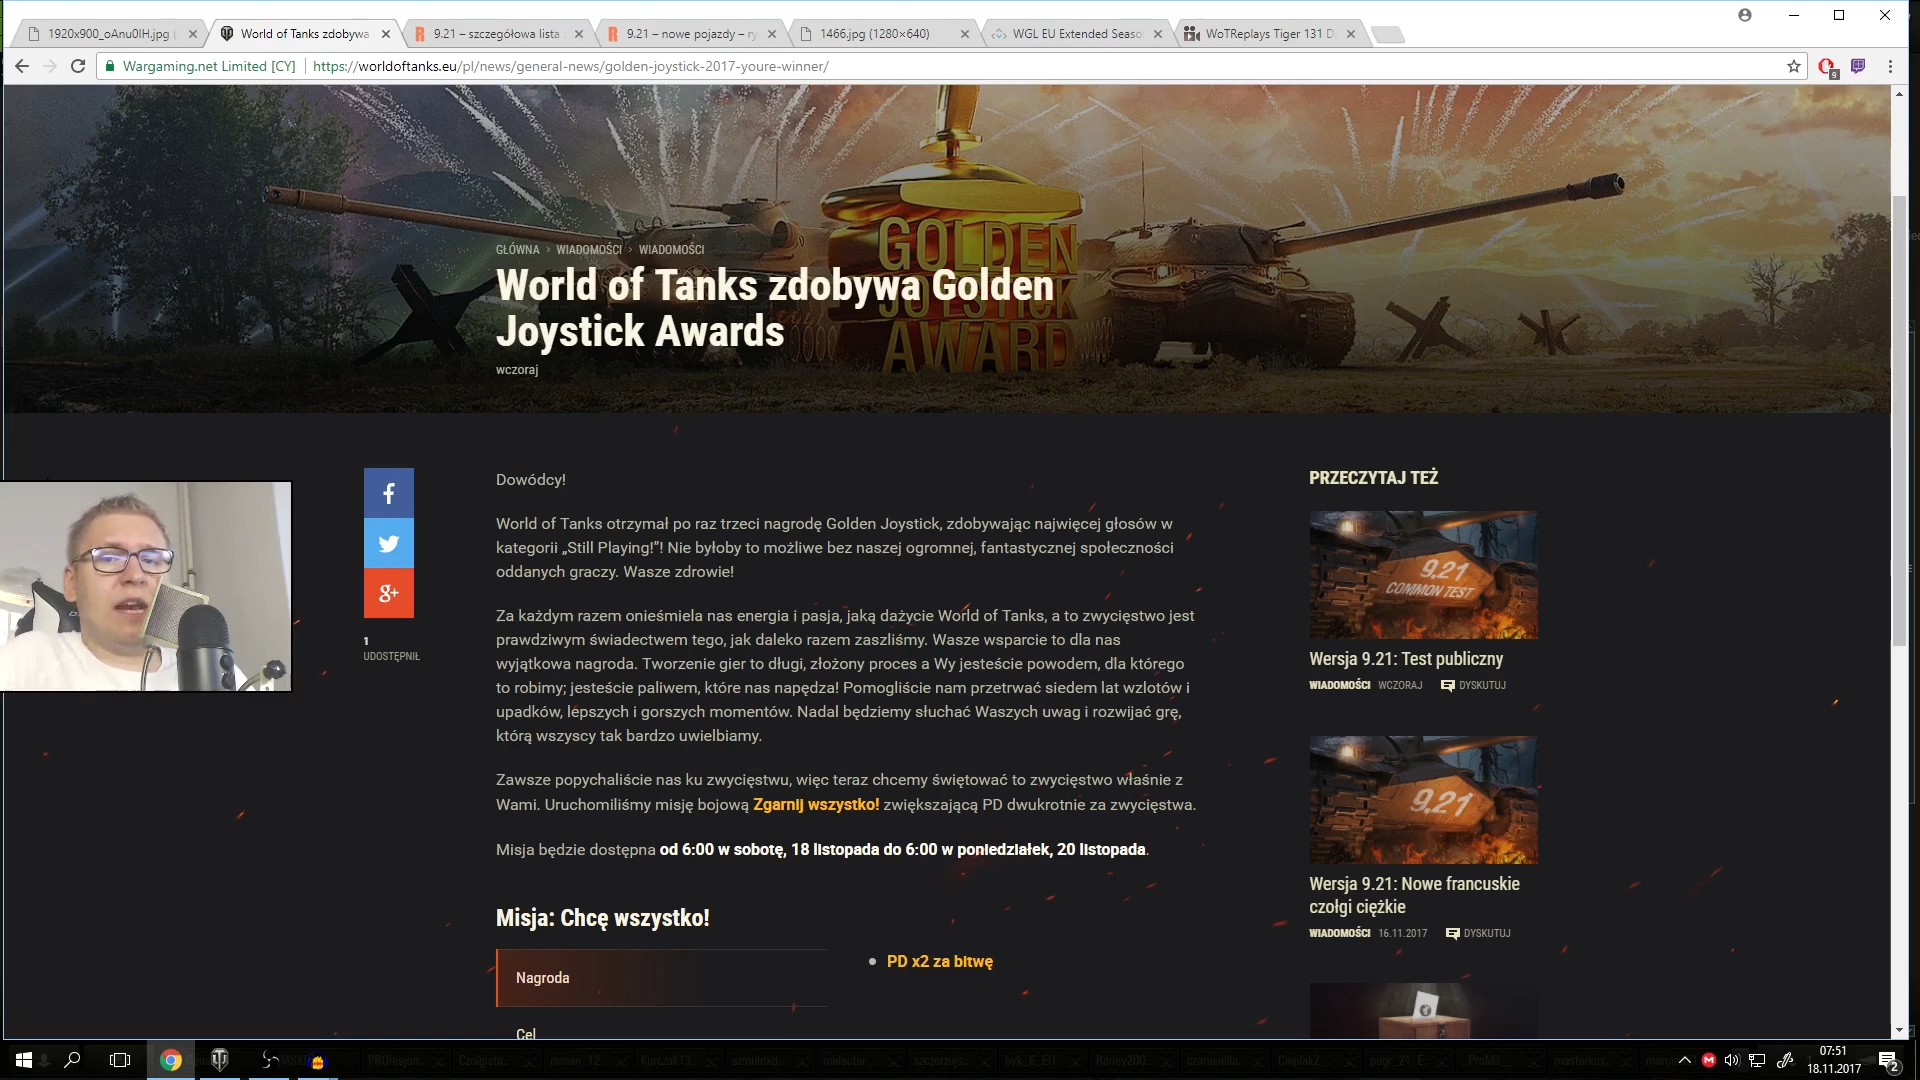 1920x900_oAnu0lH.jpg (
World of Tanks zdobywa
9.21 – szczegółowa lista
9.21 – nowe pojazdy – ry
1466.jpg (1280×640)
WGL EU Extended Seaso
WoTReplays Tiger 131 D
Wargaming.net Limited [CY]
https://worldoftanks.eu/pl/news/general-news/golden-joystick-2017-youre-winner/
9
GOLDEN
JOYSTICK
AWARD
GŁÓWNA > WIADOMOŚCI > WIADOMOŚCI
World of Tanks zdobywa Golden
Joystick Awards
wczoraj
Dowódcy!
World of Tanks otrzymał po raz trzeci nagrodę Golden Joystick, zdobywając najwięcej głosów w
kategorii „Still Playing!”! Nie byłoby to możliwe bez naszej ogromnej, fantastycznej społeczności
oddanych graczy. Wasze zdrowie!
Za każdym razem onieśmiela nas energia i pasja, jaką dażycie World of Tanks, a to zwycięstwo jest
prawdziwym świadectwem tego, jak daleko razem zaszliśmy. Wasze wsparcie to dla nas
wyjątkowa nagroda. Tworzenie gier to długi, złożony proces a Wy jesteście powodem, dla którego
to robimy; jesteście paliwem, które nas napędza! Pomogliście nam przetrwać siedem lat wzlotów i
upadków, lepszych i gorszych momentów. Nadal będziemy słuchać Waszych uwag i rozwijać grę,
którą wszyscy tak bardzo uwielbiamy.
Zawsze popychaliście nas ku zwycięstwu, więc teraz chcemy świętować to zwycięstwo właśnie z
Wami. Uruchomiliśmy misję bojową Zgarnij wszystko! zwiększającą PD dwukrotnie za zwycięstwa.
Misja będzie dostępna od 6:00 w sobotę, 18 listopada do 6:00 w poniedziałek, 20 listopada.
Misja: Chcę wszystko!
Nagroda
PD x2 za bitwę
Cel
1
UDOSTĘPNIŁ
PRZECZYTAJ TEŻ
9.21
COMMON TEST
Wersja 9.21: Test publiczny
WIADOMOŚCI WCZORAJ DYSKUTUJ
9.21
Wersja 9.21: Nowe francuskie
czołgi ciężkie
WIADOMOŚCI 16.11.2017 DYSKUTUJ
07:51
18.11.2017
2